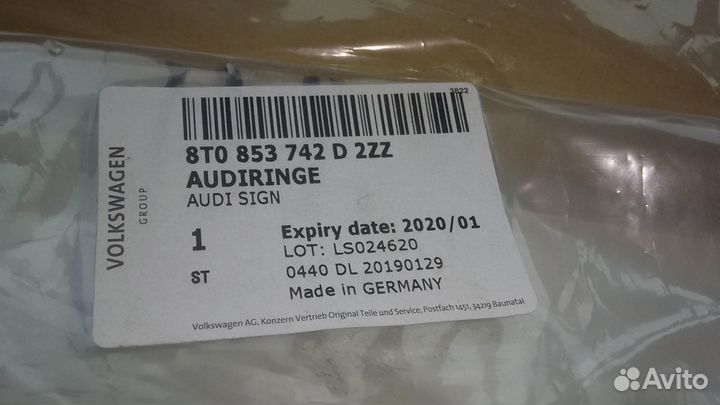 3822
8T0 853 742 D 2ZZ
AUDIRINGE
AUDI SIGN
VOLKSWAGEN
GROUP
1
ST
Expiry date: 2020/01
LOT: LS024620
0440 DL 20190129
Made in GERMANY
Volkswagen AG, Konzern Vertrieb Original Teile und Service, Postfach 1451, 34219 Baunatal
Avito